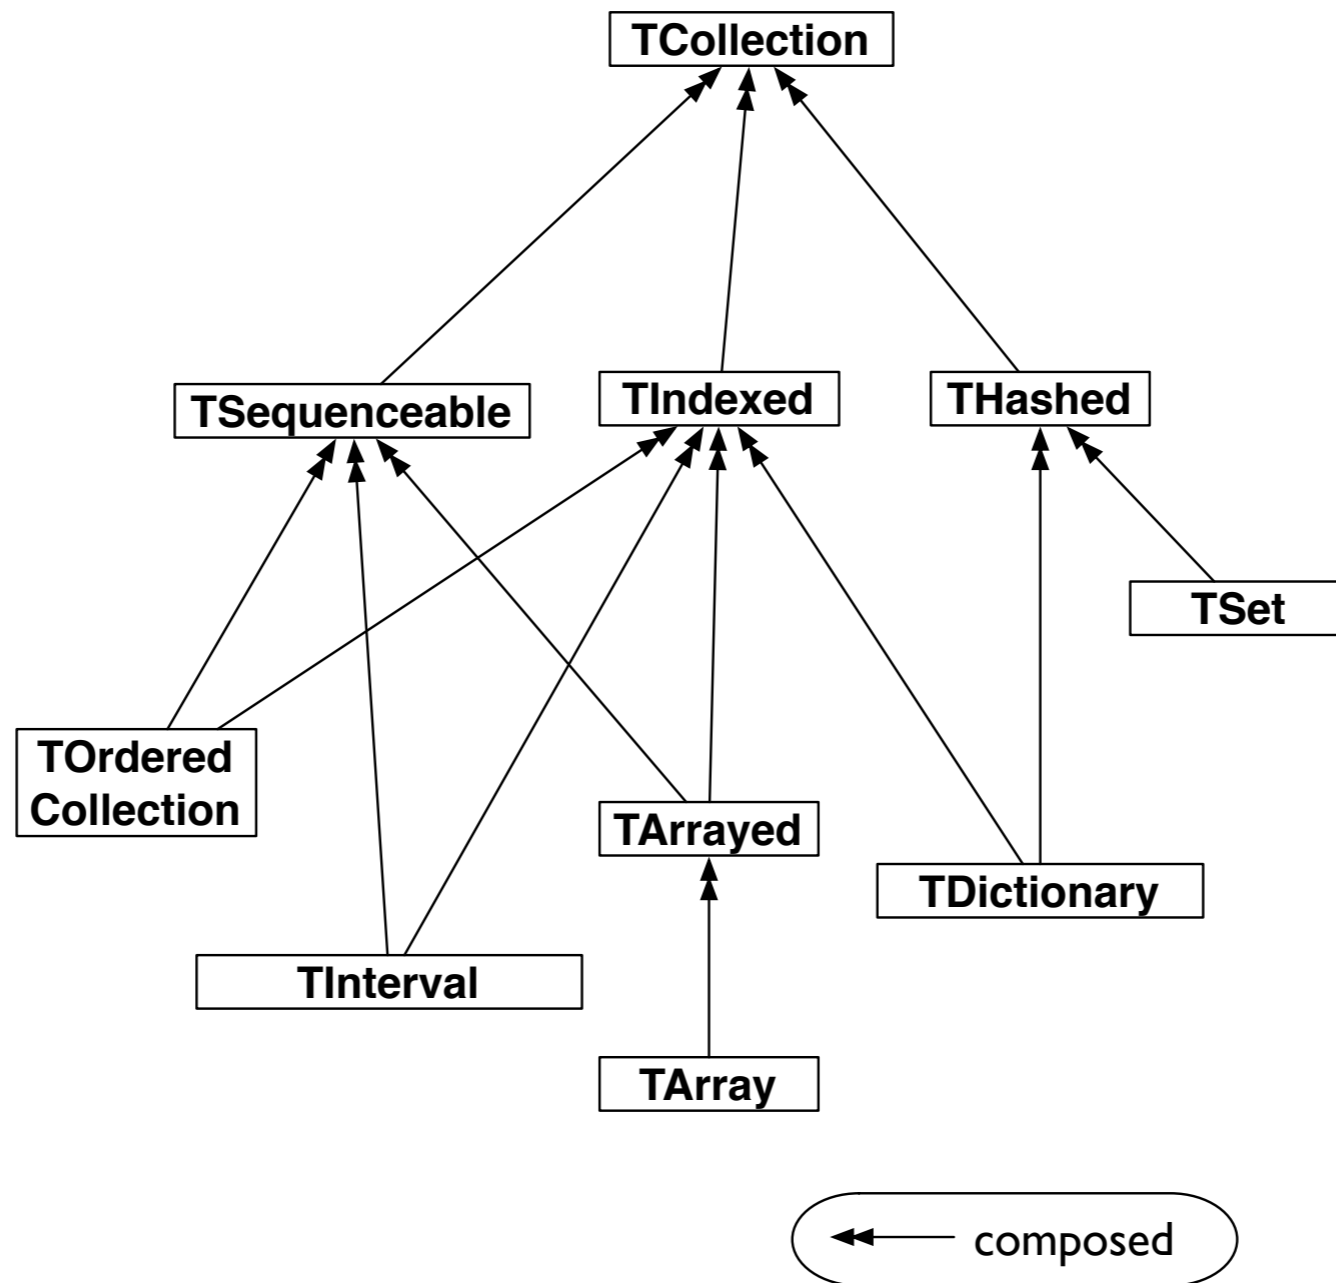 TCollection
TSequenceable
TIndexed
THashed
TSet
TOrdered
Collection
TArrayed
TDictionary
TInterval
TArray
composed